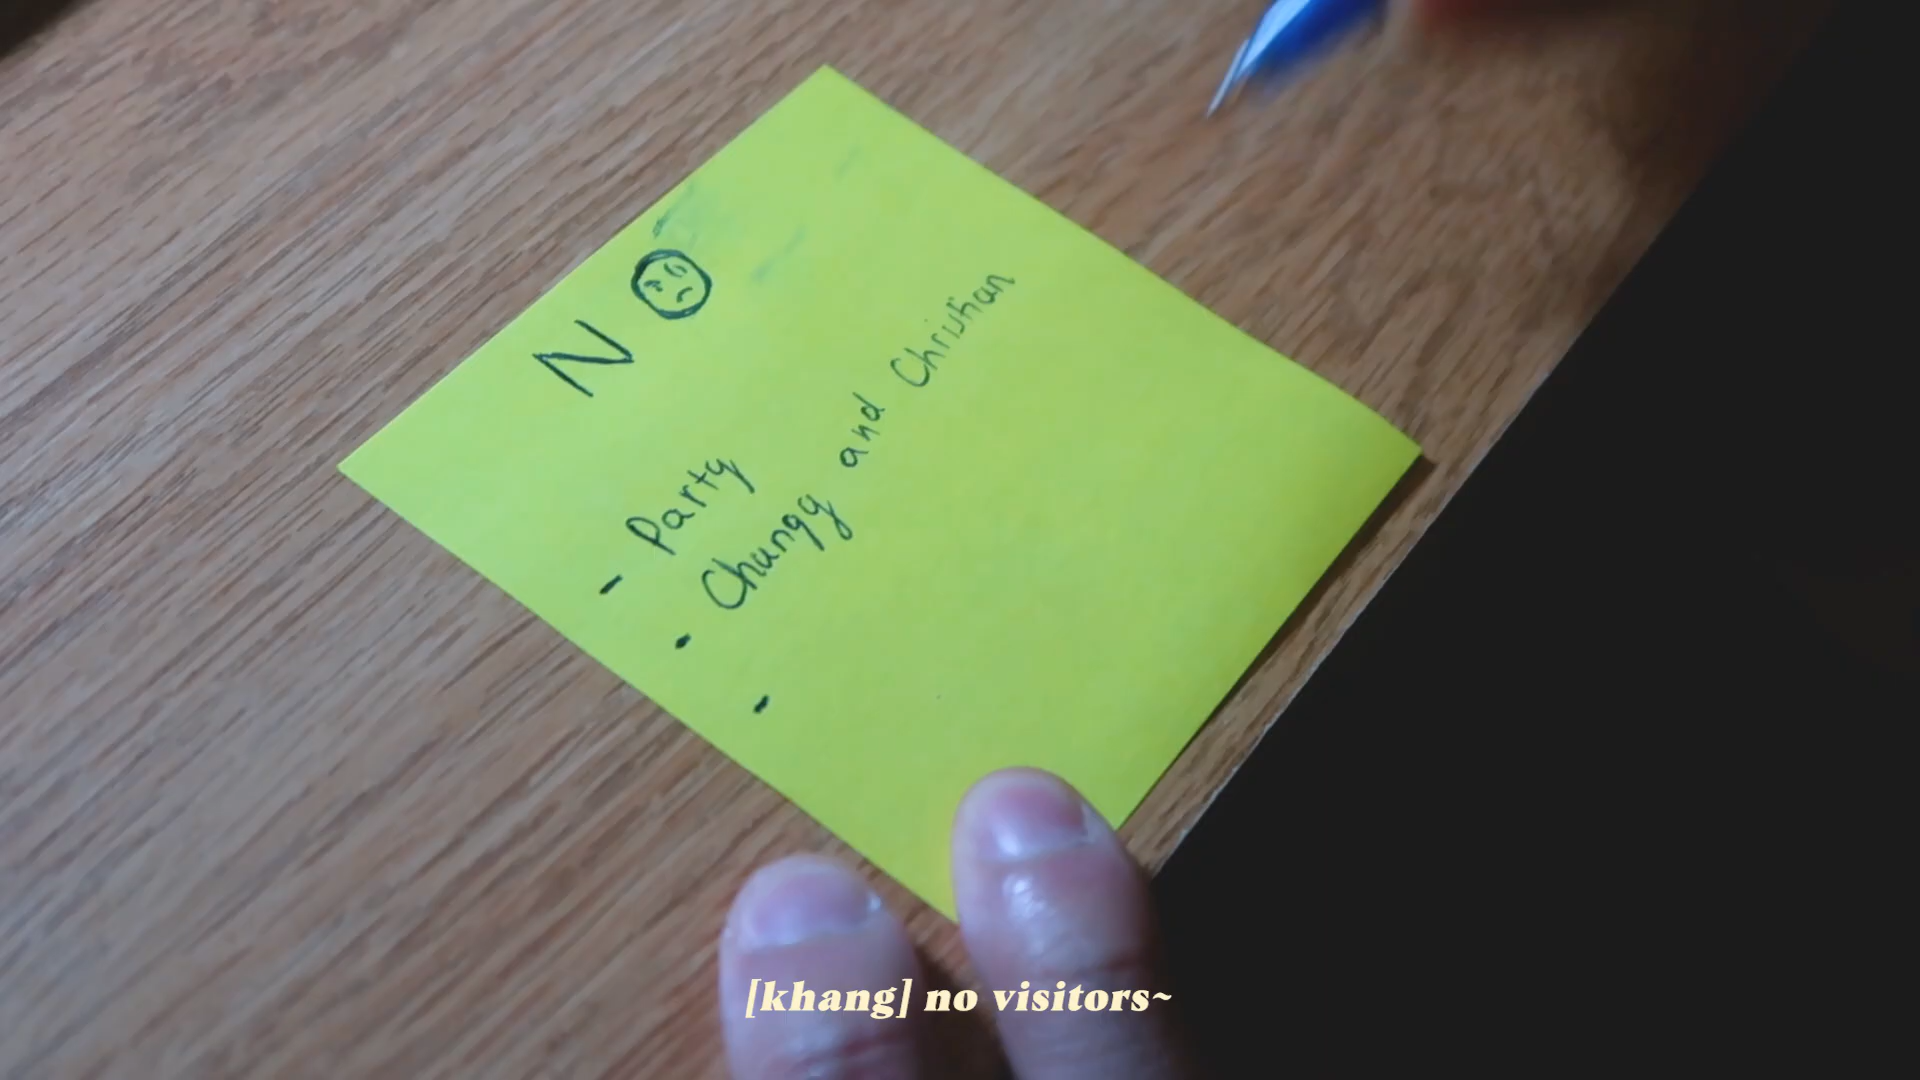 NO
- Party
- Chungg and Christian
-
[khang] no visitors~